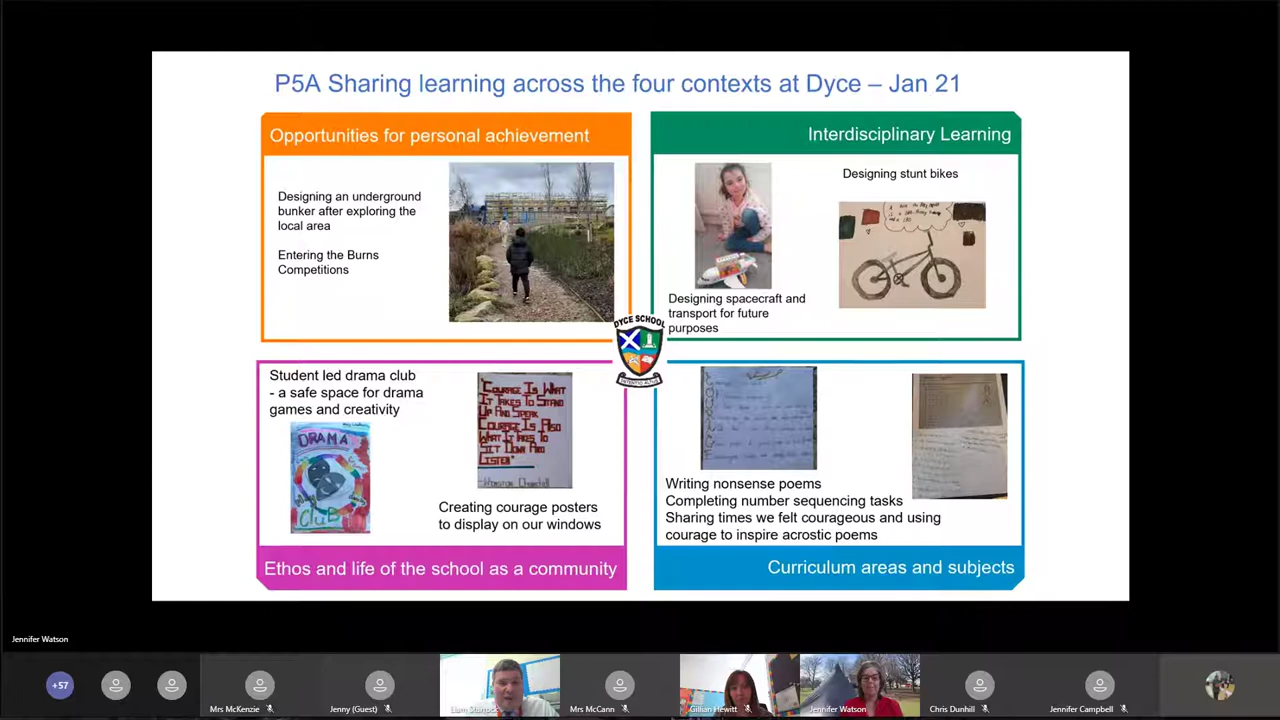 P5A Sharing learning across the four contexts at Dyce – Jan 21
Opportunities for personal achievement
Designing an underground
bunker after exploring the
local area
Entering the Burns
Competitions
Interdisciplinary Learning
Designing spacecraft and
transport for future
purposes
Designing stunt bikes
DYCE SCHOOL
Student led drama club
- a safe space for drama
games and creativity
DRAMA
Club
"Courage Is What
It Takes To Stand
Up And Speak
Courage Is Also
What It Takes To
Sit Down And
Listen"
Creating courage posters
to display on our windows
Ethos and life of the school as a community
Writing nonsense poems
Completing number sequencing tasks
Sharing times we felt courageous and using
courage to inspire acrostic poems
Curriculum areas and subjects
Jennifer Watson
+57
Mrs McKenzie
Jenny (Guest)
Mrs McCann
Gillian Hewitt
Jennifer Watson
Chris Dunhill
Jennifer Campbell